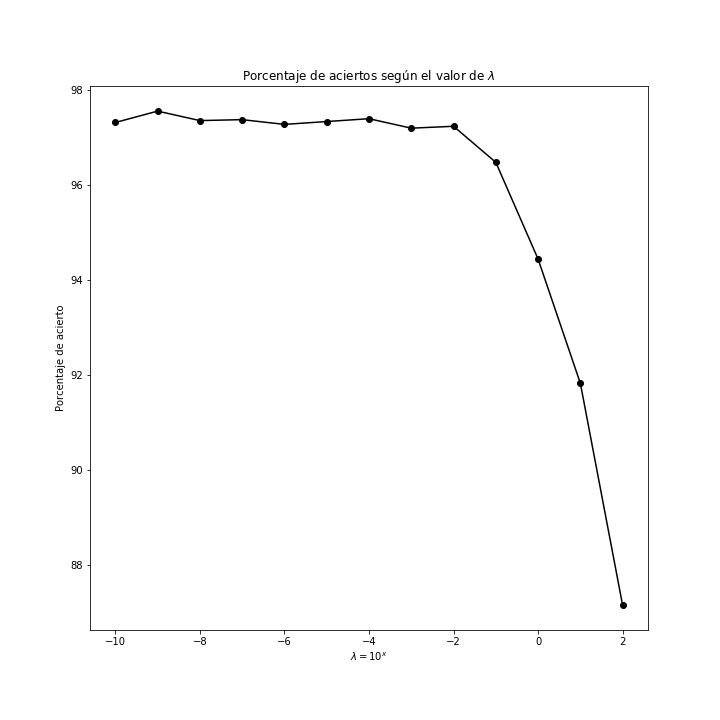 Porcentaje de aciertos según el valor de λ
98
96
94
92
90
88
Porcentaje de acierto
−10 −8 −6 −4 −2 0 2
λ = 10ˣ